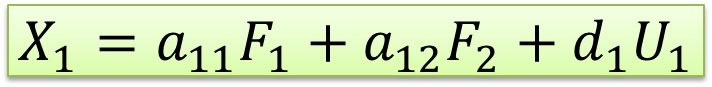 X₁ = a₁₁F₁ + a₁₂F₂ + d₁U₁